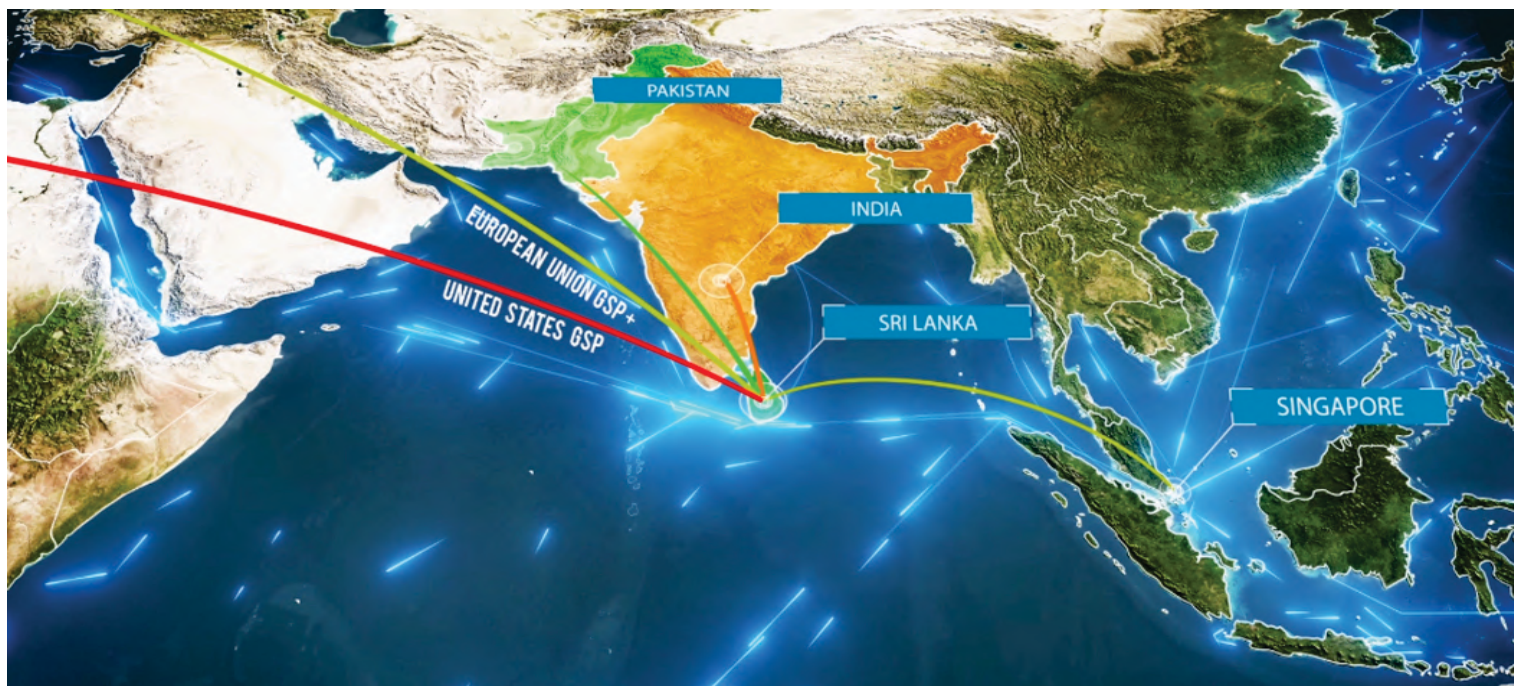 PAKISTAN
INDIA
EUROPEAN UNION GSP+
UNITED STATES GSP
SRI LANKA
SINGAPORE